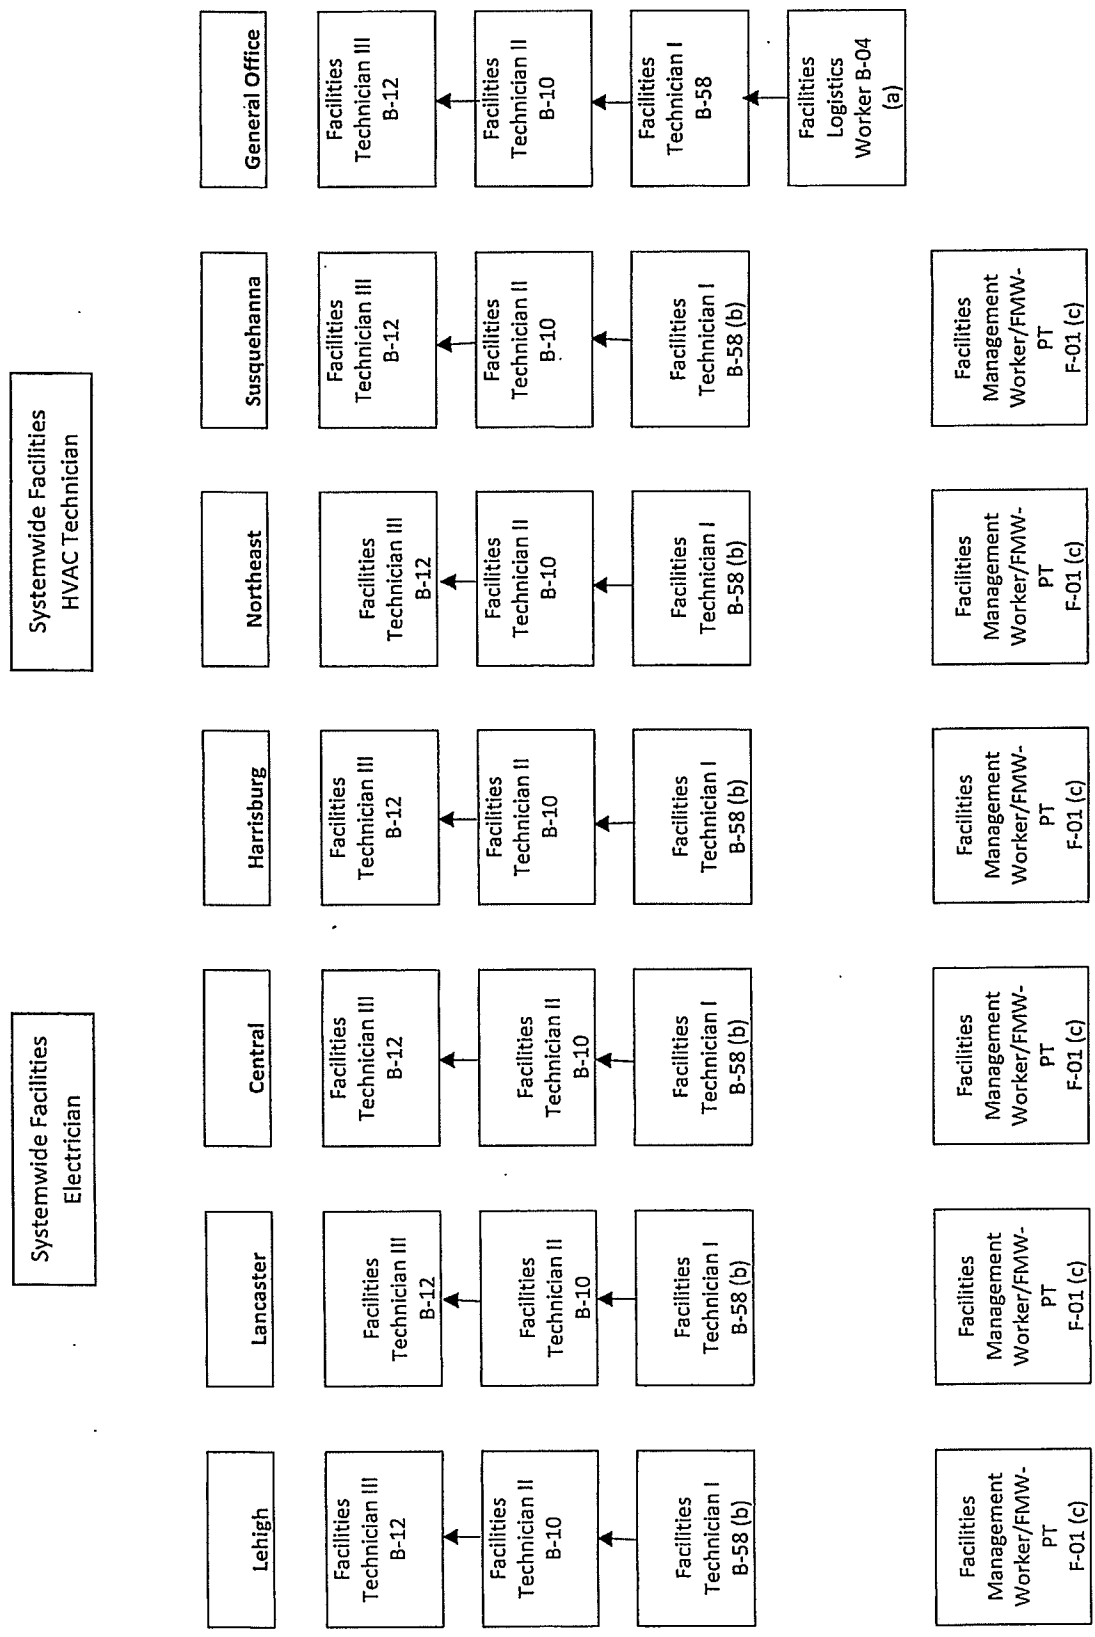 Systemwide Facilities
Electrician
Systemwide Facilities
HVAC Technician
Lehigh
Lancaster
Central
Harrisburg
Northeast
Susquehanna
General Office
Facilities
Technician III
B-12
Facilities
Technician III
B-12
Facilities
Technician III
B-12
Facilities
Technician III
B-12
Facilities
Technician III
B-12
Facilities
Technician III
B-12
Facilities
Technician III
B-12
Facilities
Technician II
B-10
Facilities
Technician II
B-10
Facilities
Technician II
B-10
Facilities
Technician II
B-10
Facilities
Technician II
B-10
Facilities
Technician II
B-10
Facilities
Technician II
B-10
Facilities
Technician I
B-58 (b)
Facilities
Technician I
B-58 (b)
Facilities
Technician I
B-58 (b)
Facilities
Technician I
B-58 (b)
Facilities
Technician I
B-58 (b)
Facilities
Technician I
B-58 (b)
Facilities
Technician I
B-58
Facilities
Logistics
Worker B-04
(a)
Facilities
Management
Worker/FMW-
PT
F-01 (c)
Facilities
Management
Worker/FMW-
PT
F-01 (c)
Facilities
Management
Worker/FMW-
PT
F-01 (c)
Facilities
Management
Worker/FMW-
PT
F-01 (c)
Facilities
Management
Worker/FMW-
PT
F-01 (c)
Facilities
Management
Worker/FMW-
PT
F-01 (c)